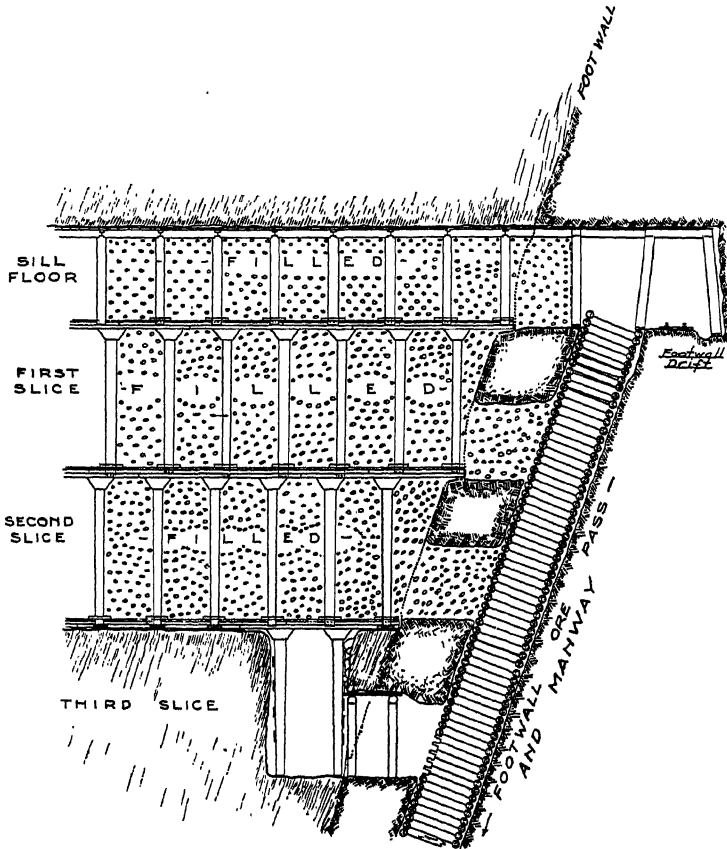 FOOT WALL
SILL
FLOOR
- - FILLED -
Footwall
Drift
FIRST
SLICE
- FILLED -
SECOND
SLICE
- FILLED -
THIRD SLICE
← FOOTWALL ORE PASS —
AND MANWAY